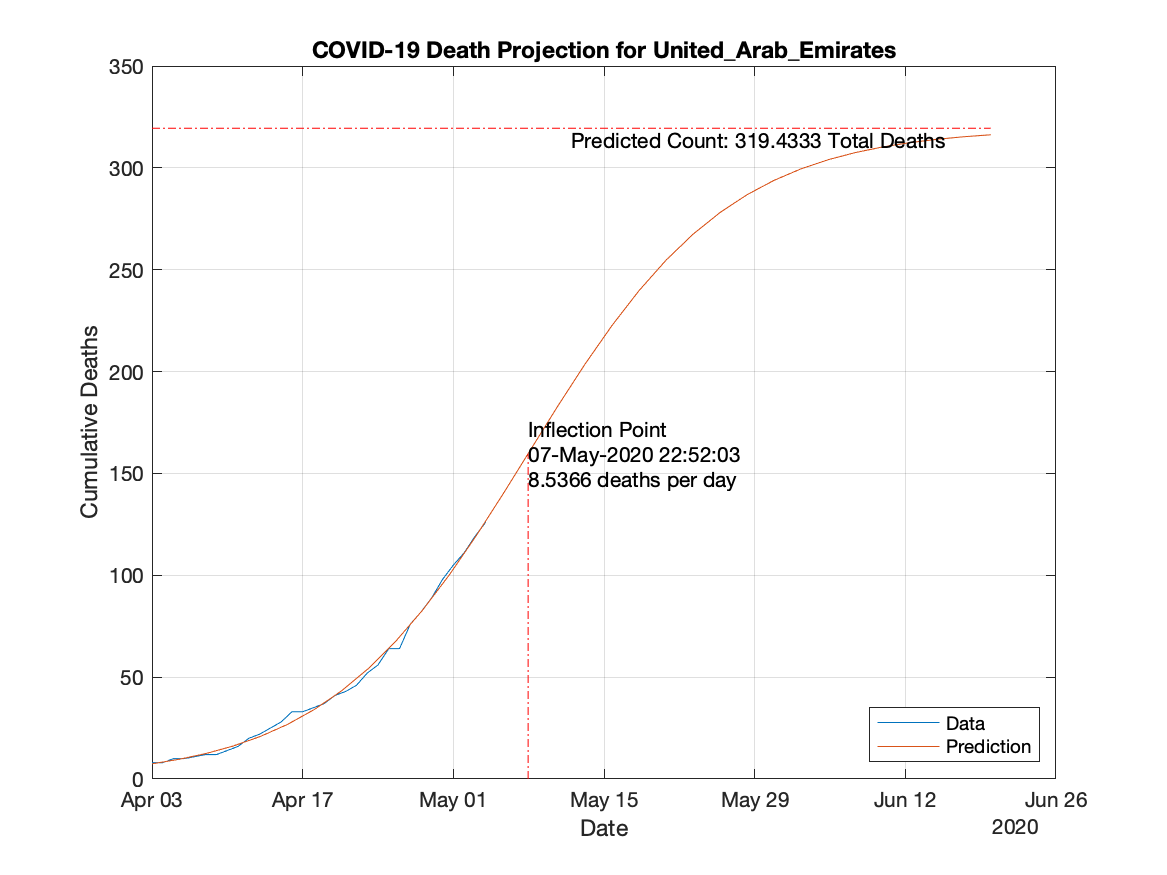 COVID-19 Death Projection for United_Arab_Emirates
350
300
250
200
150
100
50
0
Cumulative Deaths
Predicted Count: 319.4333 Total Deaths
Inflection Point
07-May-2020 22:52:03
8.5366 deaths per day
Data
Prediction
Apr 03
Apr 17
May 01
May 15
May 29
Jun 12
Jun 26
Date
2020